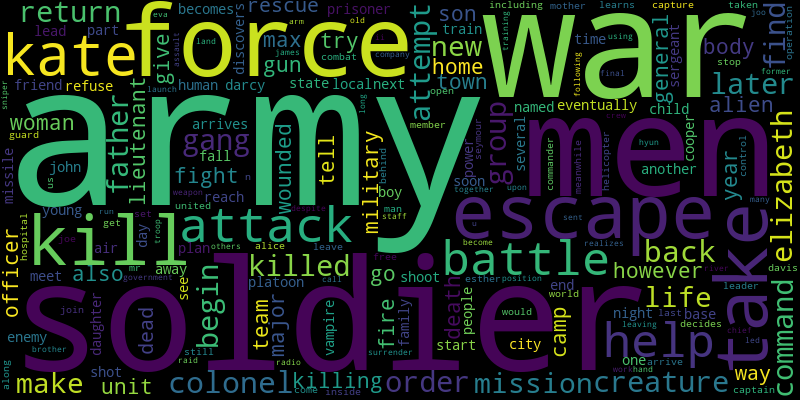 return
becomes
eva
rescue
prisoner
including
mother
learns
capture
taken
joo
find
kate
force
war
lead
part
arm
old
son
train
new
time
using
stop
former
operation
discover
max
try
gun
town
home
general
sergeant
body
later
friend
refuse
give
human
darcy
state
local
next
attempt
training
following
final
land
assault
james
combat
company
launch
long
open
sniper
woman
father
lieutenant
arrives
named
eventually
alien
army
men
guard
gang
member
group
several
child
cooper
year
control
elizabeth
missile
john
us
fall
fight
wounded
tell
military
behind
boy
man
staff
power
seymour
soon
together
upon
commander
meanwhile
hyun
helicopter
another
many
reach
weapon
n
united
despite
young
run
set
get
troop
hospital
kill
attack
escape
take
officer
joe
air
day
mr
plan
others
alice
leave
free
u
become
sent
realizes
river
davis
leader
command
meet
also
away
government
see
killed
platoon
call
go
shoot
battle
esther
position
back
however
life
death
people
world
end
would
night
last
base
decides
chief
led
join
daughter
dead
begin
team
major
vampire
fire
family
start
city
camp
leaving
help
one
arrive
way
enemy
brother
soldier
still
raid
radio
surrender
work
hand
captain
along
make
shot
unit
colonel
come
killing
inside
order
mission
creature